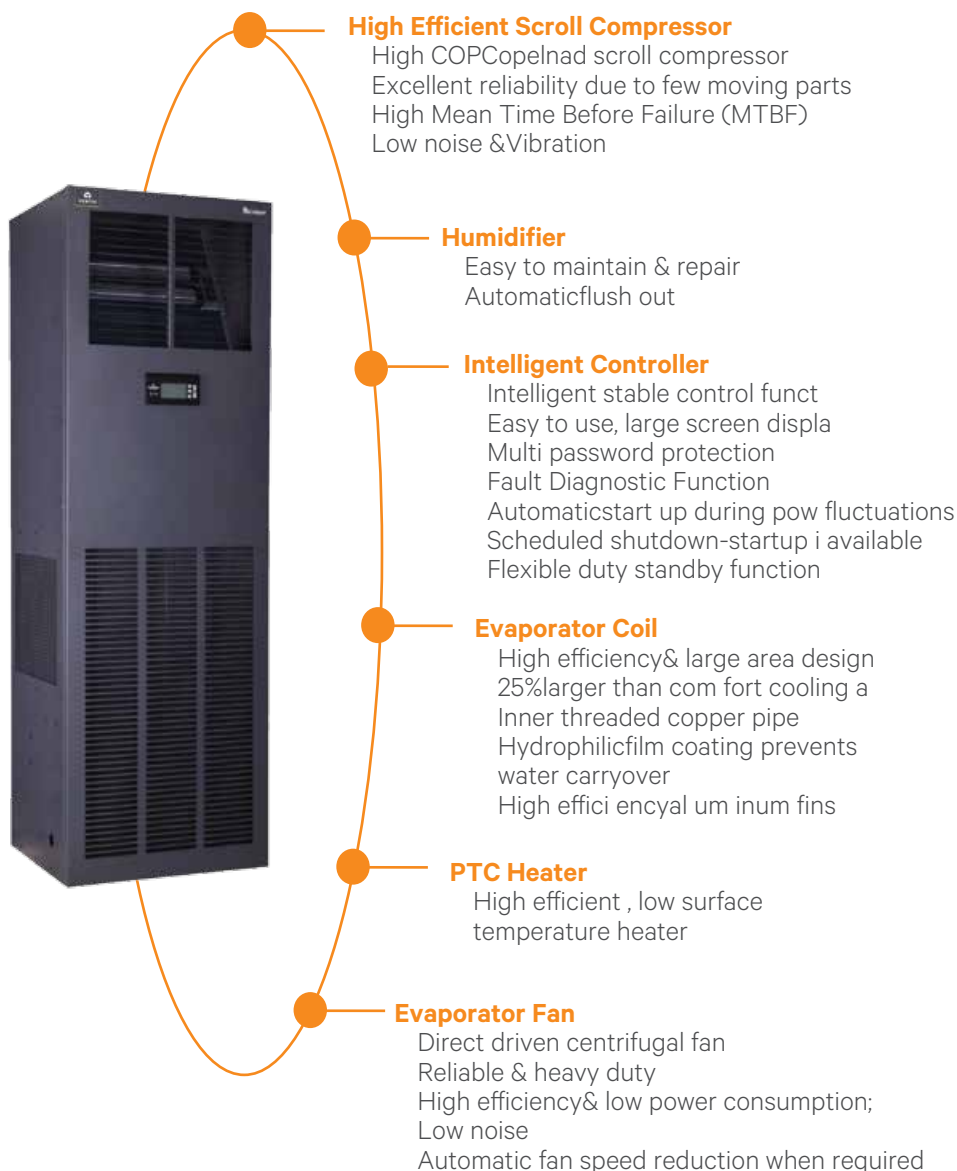 High Efficient Scroll Compressor
High COPCopelnad scroll compressor
Excellent reliability due to few moving parts
High Mean Time Before Failure (MTBF)
Low noise &Vibration
Humidifier
Easy to maintain & repair
Automaticflush out
Intelligent Controller
Intelligent stable control funct
Easy to use, large screen displa
Multi password protection
Fault Diagnostic Function
Automaticstart up during pow fluctuations
Scheduled shutdown-startup i available
Flexible duty standby function
Evaporator Coil
High efficiency& large area design
25%larger than com fort cooling a
Inner threaded copper pipe
Hydrophilicfilm coating prevents
water carryover
High effici encyal um inum fins
PTC Heater
High efficient , low surface
temperature heater
Evaporator Fan
Direct driven centrifugal fan
Reliable & heavy duty
High efficiency& low power consumption;
Low noise
Automatic fan speed reduction when required